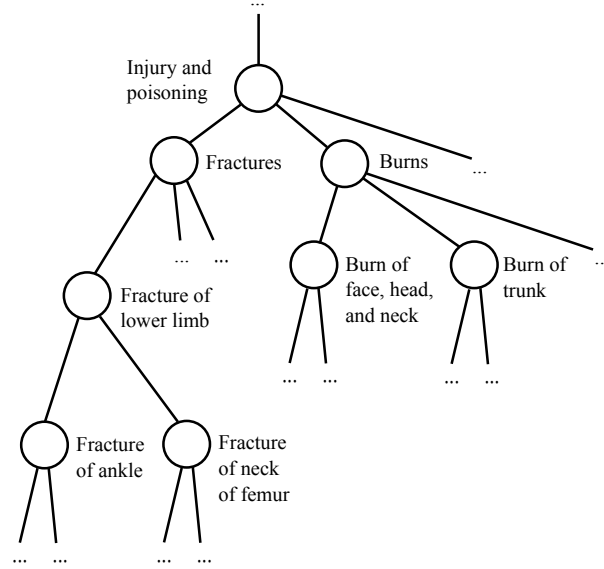 ...
Injury and
poisoning
Fractures
Burns
...
... ...
...
Fracture of
lower limb
Burn of
face, head,
and neck
Burn of
trunk
... ...
... ...
Fracture
of ankle
Fracture
of neck
of femur
... ...
... ...